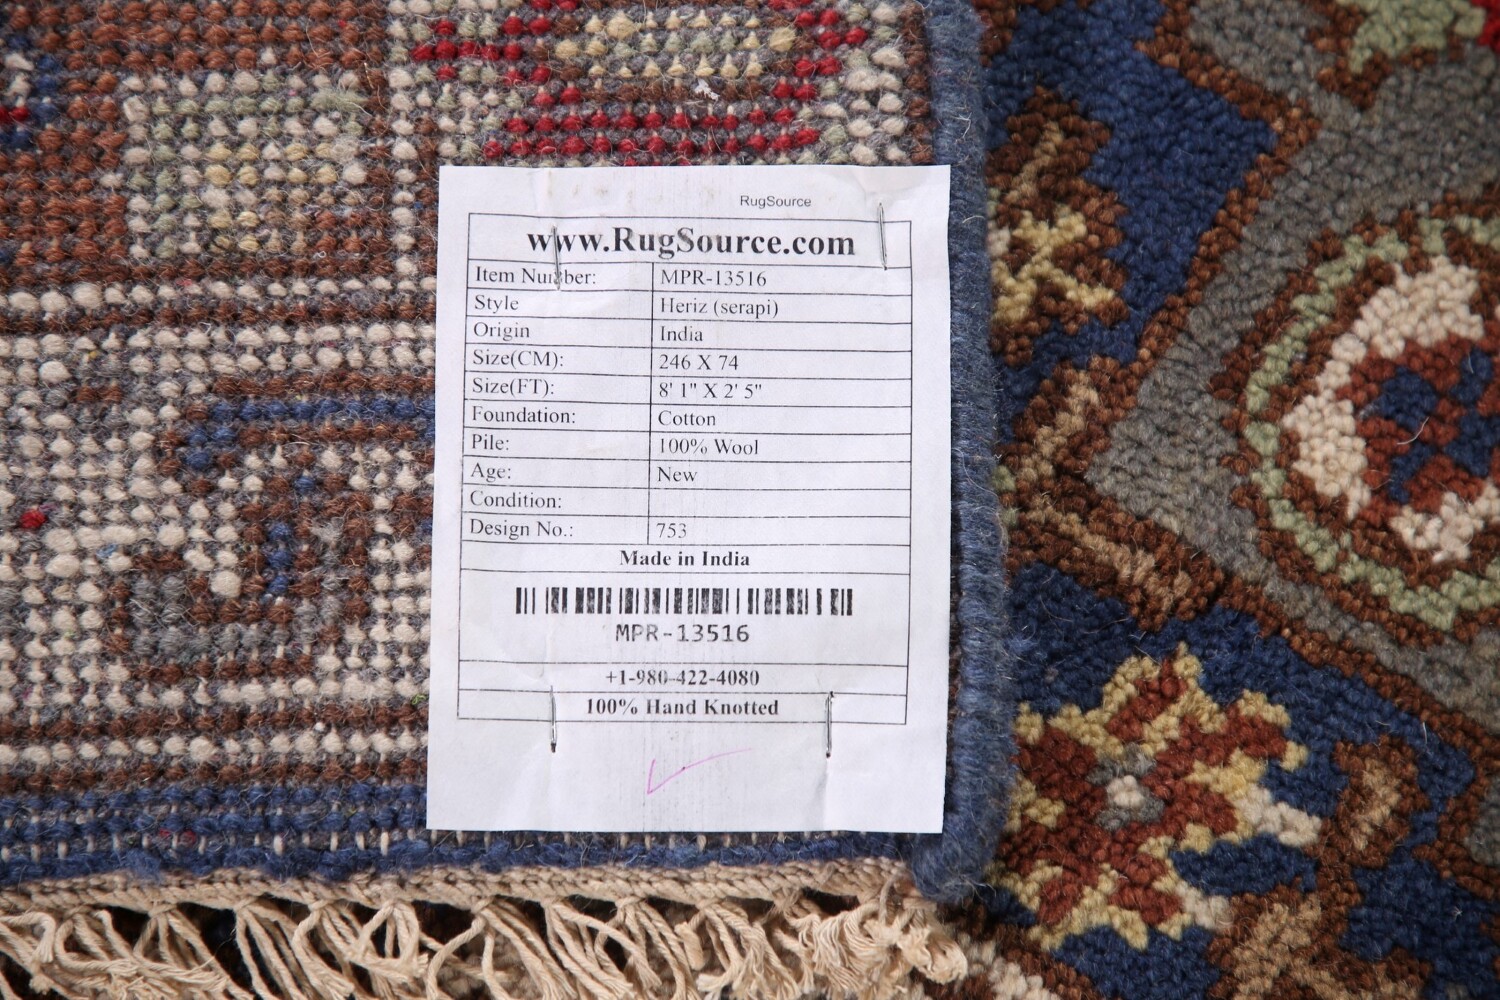 RugSource
www.RugSource.com
Item Number: MPR-13516
Style Heriz (serapi)
Origin India
Size(CM): 246 X 74
Size(FT): 8' 1" X 2' 5"
Foundation: Cotton
Pile: 100% Wool
Age: New
Condition:
Design No.: 753
Made in India
MPR-13516
+1-980-422-4080
100% Hand Knotted